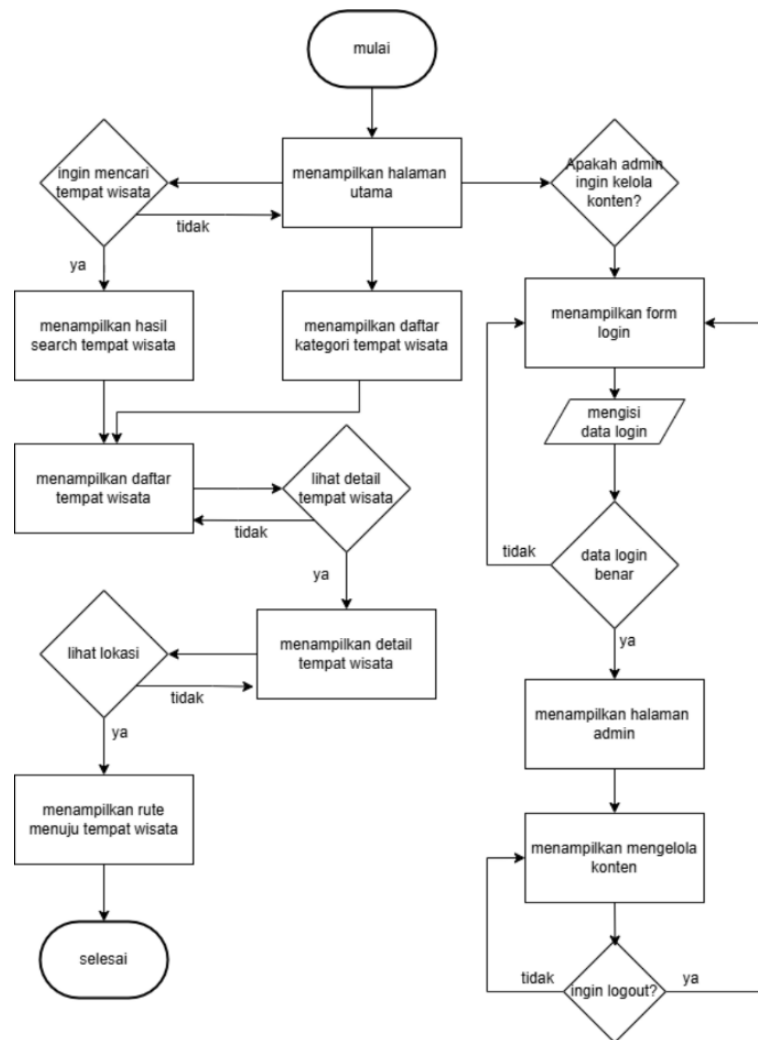 mulai
ingin mencari
tempat wisata
menampilkan halaman
utama
Apakah admin
ingin kelola
konten?
tidak
ya
menampilkan hasil
search tempat wisata
menampilkan daftar
kategori tempat wisata
menampilkan form
login
mengisi
data login
menampilkan daftar
tempat wisata
lihat detail
tempat wisata
tidak
ya
tidak
data login
benar
ya
lihat lokasi
menampilkan detail
tempat wisata
tidak
ya
menampilkan halaman
admin
menampilkan rute
menuju tempat wisata
menampilkan mengelola
konten
selesai
tidak
ingin logout?
ya